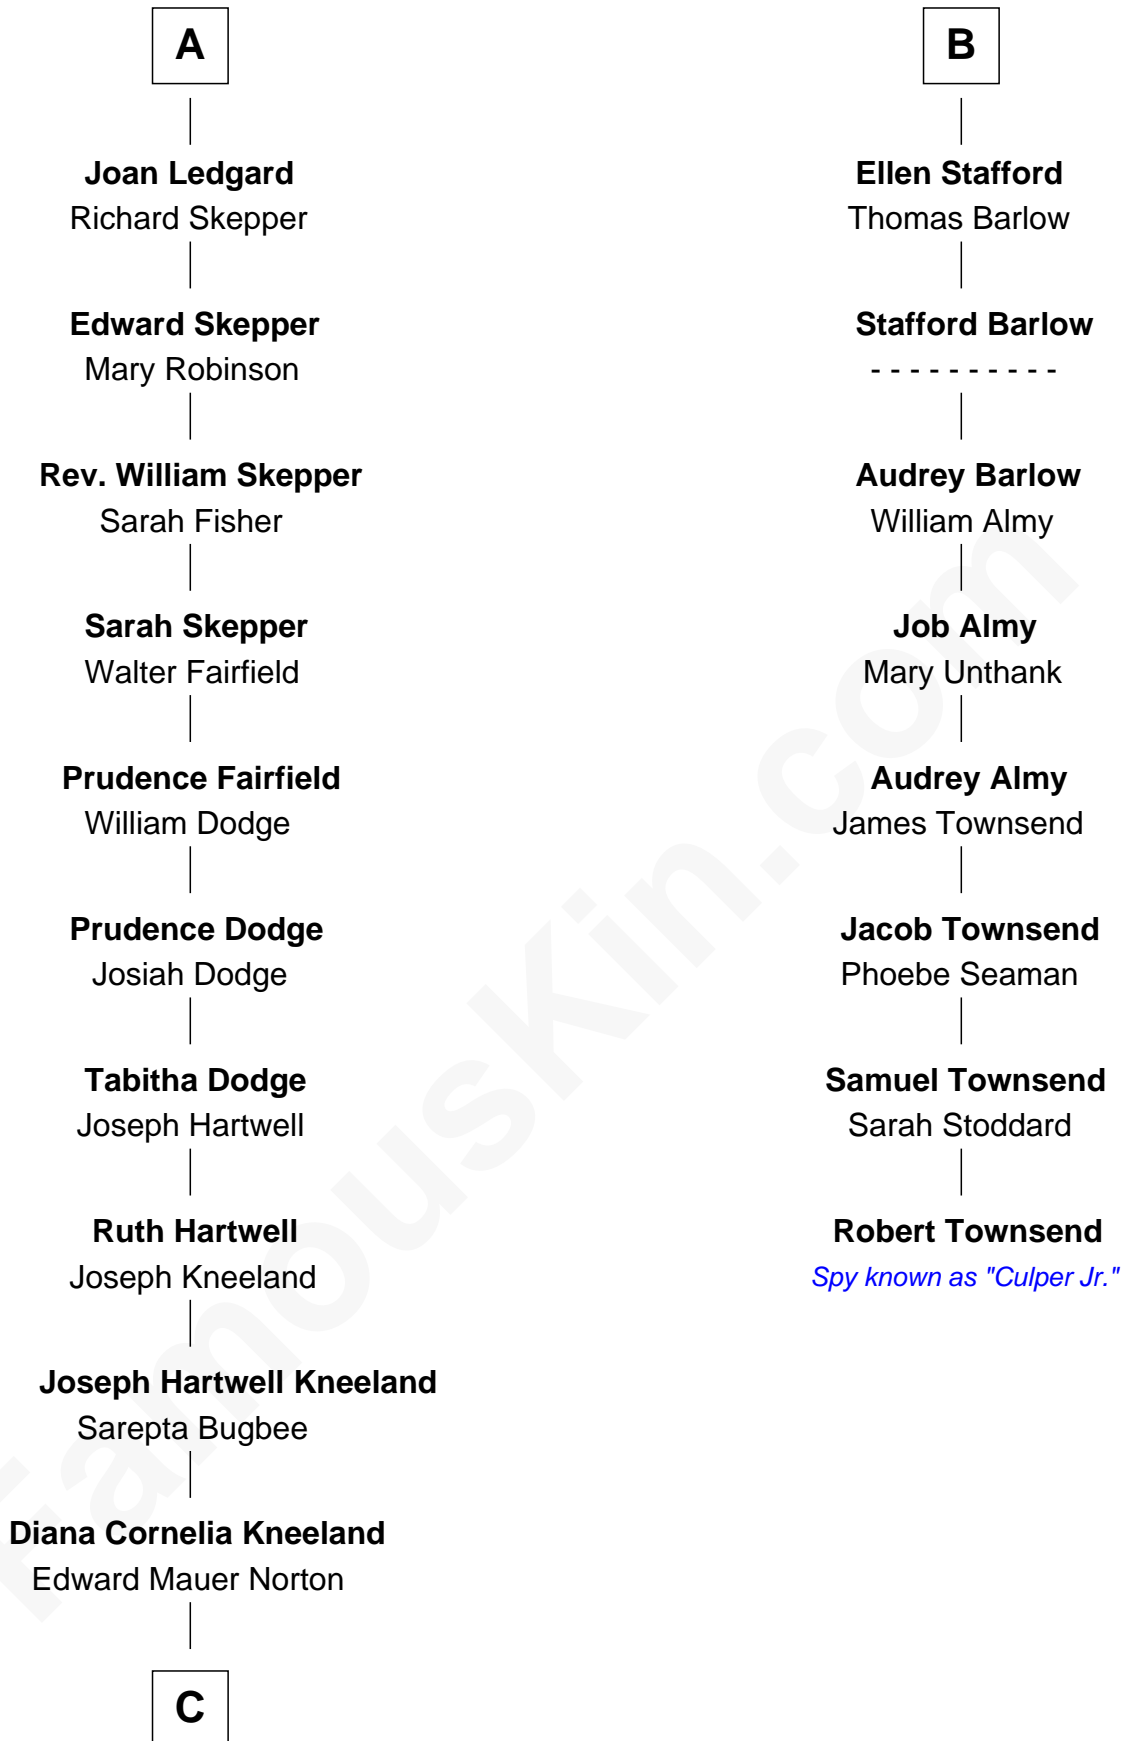 A
Joan Ledgard
Richard Skepper
Edward Skepper
Mary Robinson
Rev. William Skepper
Sarah Fisher
Sarah Skepper
Walter Fairfield
Prudence Fairfield
William Dodge
Prudence Dodge
Josiah Dodge
Tabitha Dodge
Joseph Hartwell
Ruth Hartwell
Joseph Kneeland
Joseph Hartwell Kneeland
Sarepta Bugbee
Diana Cornelia Kneeland
Edward Mauer Norton
C
B
Ellen Stafford
Thomas Barlow
Stafford Barlow
- - - - - - - - - -
Audrey Barlow
William Almy
Job Almy
Mary Unthank
Audrey Almy
James Townsend
Jacob Townsend
Phoebe Seaman
Samuel Townsend
Sarah Stoddard
Robert Townsend
Spy known as "Culper Jr."
FamousKin.com